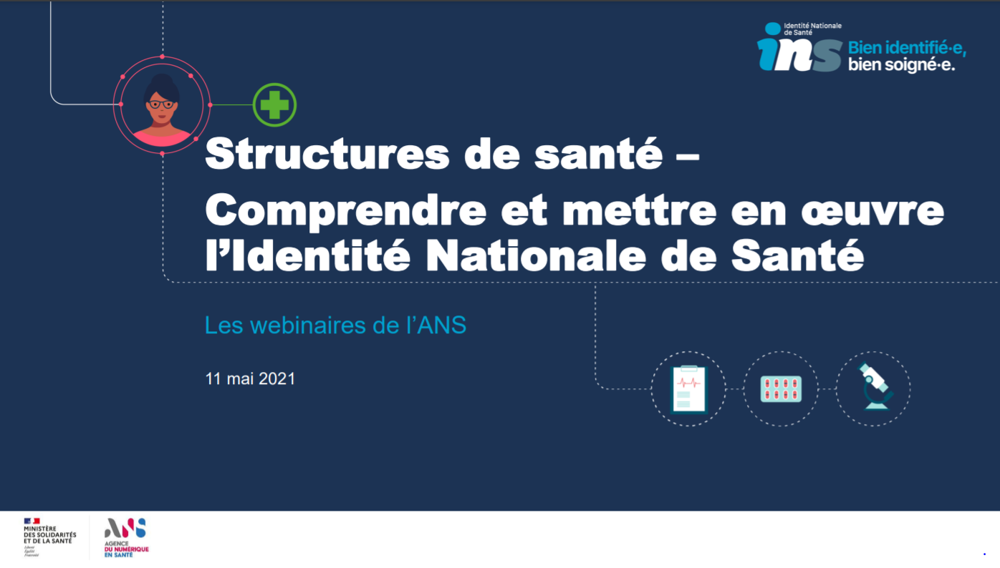 Identité Nationale
de Santé
ins
Bien identifié·e,
bien soigné·e.
Structures de santé –
Comprendre et mettre en œuvre
l’Identité Nationale de Santé
Les webinaires de l’ANS
11 mai 2021
MINISTÈRE
DES SOLIDARITÉS
ET DE LA SANTÉ
Liberté
Égalité
Fraternité
ANS
AGENCE
DU NUMÉRIQUE
EN SANTÉ